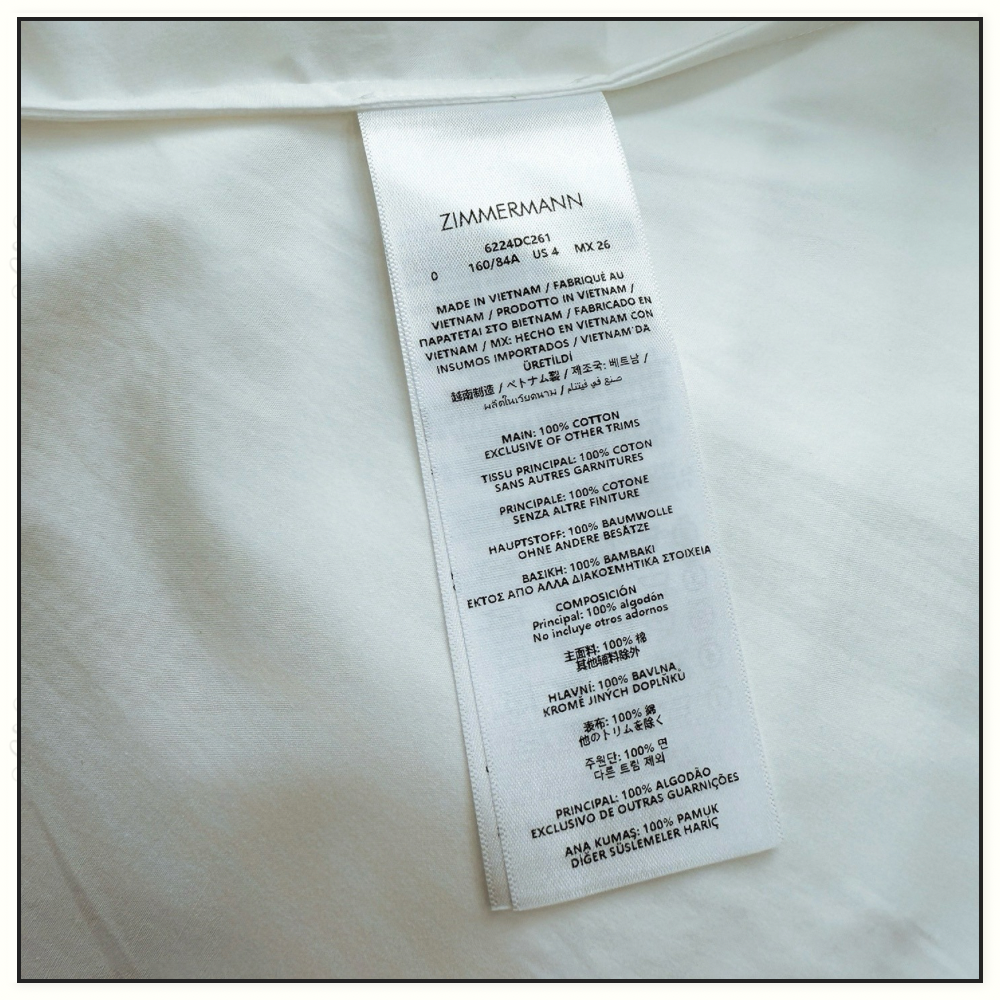 ZIMMERMANN
6224DC261
0 160/84A US 4 MX 26
MADE IN VIETNAM / FABRIQUÉ AU
VIETNAM / PRODOTTO IN VIETNAM /
ΠΑΡΑΤΕΤΑΙ ΣΤΟ ΒΙΕΤΝΑΜ / FABRICADO EN
VIETNAM / MX: HECHO EN VIETNAM CON
INSUMOS IMPORTADOS / VIETNAM'DA
ÜRETİLDİ
越南制造 / ベトナム製 / 제조국: 베트남 /
ผลิตในเวียดนาม / صنع في فيتنام
MAIN: 100% COTTON
EXCLUSIVE OF OTHER TRIMS
TISSU PRINCIPAL: 100% COTON
SANS AUTRES GARNITURES
PRINCIPALE: 100% COTONE
SENZA ALTRE FINITURE
HAUPTSTOFF: 100% BAUMWOLLE
OHNE ANDERE BESÄTZE
ΒΑΣΙΚΗ: 100% ΒΑΜΒΑΚΙ
ΕΚΤΟΣ ΑΠΟ ΑΛΛΑ ΔΙΑΚΟΣΜΗΤΙΚΑ ΣΤΟΙΧΕΙΑ
COMPOSICIÓN
Principal: 100% algodón
No incluye otros adornos
主面料: 100% 棉
其他辅料除外
HLAVNÍ: 100% BAVLNA
KROMĚ JINÝCH DOPLŇKŮ
表布: 100% 綿
他のトリムを除く
주원단: 100% 면
다른 트림 제외
PRINCIPAL: 100% ALGODÃO
EXCLUSIVO DE OUTRAS GUARNIÇÕES
ANA KUMAŞ: 100% PAMUK
DİĞER SÜSLEMELER HARİÇ